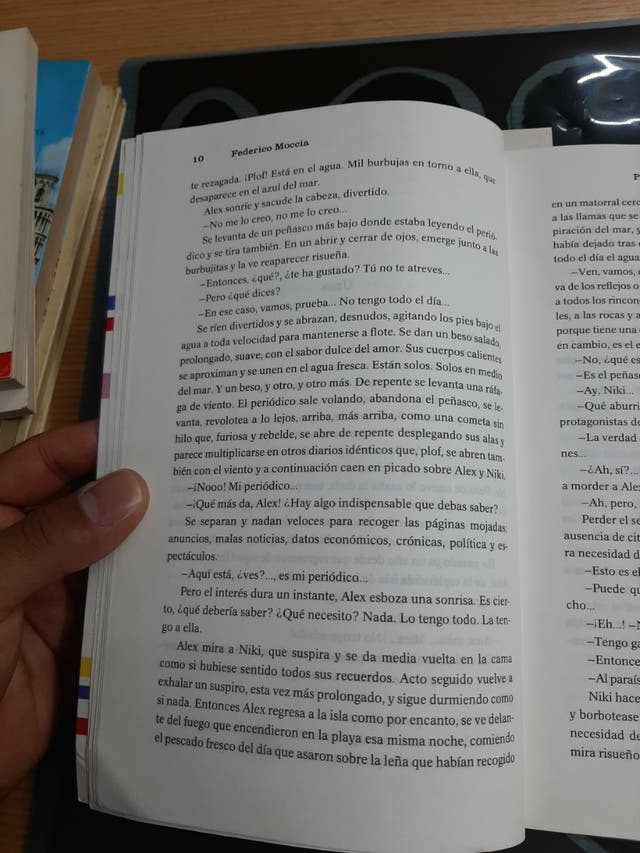 10 Federico Moccia
te rezagada. ¡Plof! Está en el agua. Mil burbujas en torno a ella, que
desaparece en el azul del mar.
Alex sonríe y sacude la cabeza, divertido.
–No me lo creo, no me lo creo...
Se levanta de un peñasco más bajo donde estaba leyendo el perió-
dico y se tira también. En un abrir y cerrar de ojos, emerge junto a las
burbujitas y la ve reaparecer risueña.
–Entonces, ¿qué?, ¿te ha gustado? Tú no te atreves...
–Pero ¿qué dices?
–En ese caso, vamos, prueba... No tengo todo el día...
Se ríen divertidos y se abrazan, desnudos, agitando los pies bajo el
agua a toda velocidad para mantenerse a flote. Se dan un beso salado,
prolongado, suave, con el sabor dulce del amor. Sus cuerpos calientes
se aproximan y se unen en el agua fresca. Están solos. Solos en medio
del mar. Y un beso, y otro, y otro más. De repente se levanta una ráfa-
ga de viento. El periódico sale volando, abandona el peñasco, se le-
vanta, revolotea a lo lejos, arriba, más arriba, como una cometa sin
hilo que, furiosa y rebelde, se abre de repente desplegando sus alas y
parece multiplicarse en otros diarios idénticos que, plof, se abren tam-
bién con el viento y a continuación caen en picado sobre Alex y Niki.
–¡Nooo! Mi periódico...
–¡Qué más da, Alex! ¿Hay algo indispensable que debas saber?
Se separan y nadan veloces para recoger las páginas mojadas:
anuncios, malas noticias, datos económicos, crónicas, política y es-
pectáculos.
–Aquí está, ¿ves?..., es mi periódico...
Pero el interés dura un instante, Alex esboza una sonrisa. Es cier-
to, ¿qué debería saber? ¿Qué necesito? Nada. Lo tengo todo. La ten-
go a ella.
Alex mira a Niki, que suspira y se da media vuelta en la cama
como si hubiese sentido todos sus recuerdos. Acto seguido vuelve a
exhalar un suspiro, esta vez más prolongado, y sigue durmiendo como
si nada. Entonces Alex regresa a la isla como por encanto, se ve delan-
te del fuego que encendieron en la playa esa misma noche, comiendo
el pescado fresco del día que asaron sobre la leña que habían recogido
P
en un matorral cerc
a las llamas que se
piración del mar, y
había dejado tras
todo el día el agua
–Ven, vamos,
va de los reflejos o
a todos los rincon
les, a las rocas y a
porque tiene una
en cambio, es el e
–No, ¿qué es
–Es el peñasc
–Ay, Niki...
–Qué aburri
protagonistas de
–La verdad
nes...
–¿Ah, sí?...
a morder a Alex
–Ah, pero,
Perder el se
ausencia de cit
ra necesidad d
–Esto es el
–Puede qu
cho...
–¡Eh...! –N
–Tengo ga
–Entonce
–Al paraís
Niki hace
y borbotease
necesidad de
mira risueño